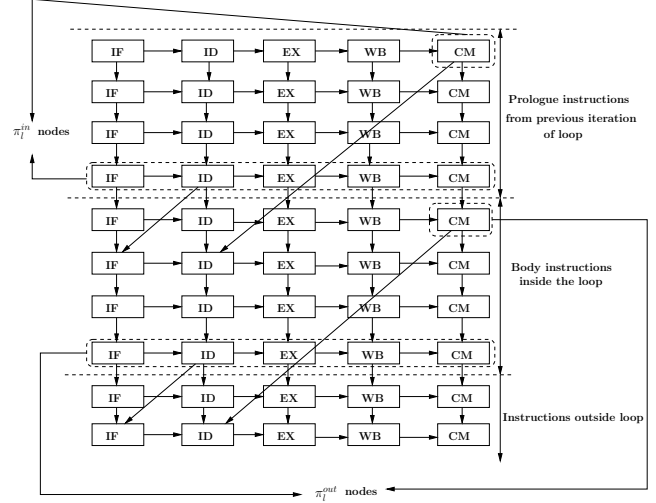 IF ID EX WB CM
IF ID EX WB CM
Prologue instructions
from previous iteration
of loop
IF ID EX WB CM
π_l^{in} nodes
IF ID EX WB CM
IF ID EX WB CM
IF ID EX WB CM
Body instructions
inside the loop
IF ID EX WB CM
IF ID EX WB CM
IF ID EX WB CM
Instructions outside loop
IF ID EX WB CM
π_l^{out} nodes